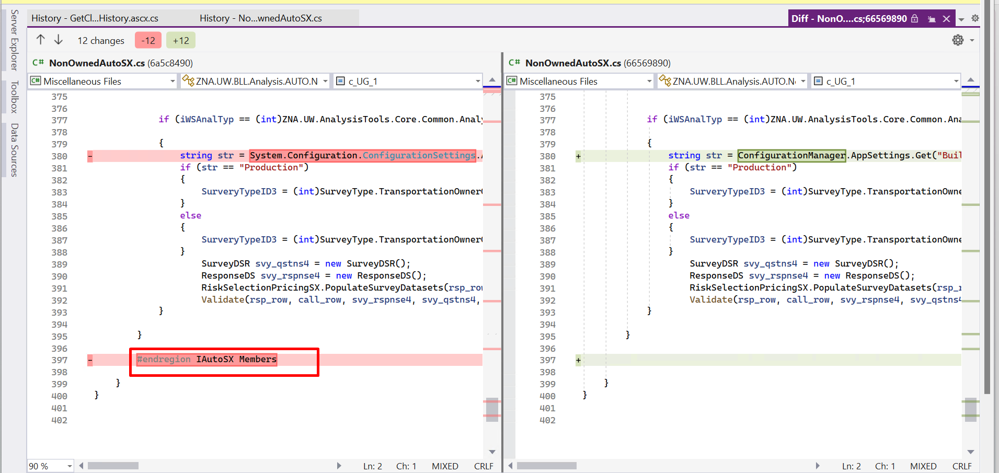 Server Explorer
Toolbox
Data Sources
History - GetCl...History.ascx.cs
History - No...wnedAutoSX.cs
Diff - NonO....cs;66569890
12 changes
-12
+12
C# NonOwnedAutoSX.cs (6a5c8490)
C# Miscellaneous Files
ZNA.UW.BLL.Analysis.AUTO.N
c_UG_1
375
376
377 if (iWSAnalTyp == (int)ZNA.UW.AnalysisTools.Core.Common.Analy
378
379 {
380 - string str = System.Configuration.ConfigurationSettings.A
381 if (str == "Production")
382 {
383 SurveryTypeID3 = (int)SurveyType.TransportationOwnerO
384 }
385 else
386 {
387 SurveryTypeID3 = (int)SurveyType.TransportationOwnerO
388 }
389 SurveyDSR svy_qstns4 = new SurveyDSR();
390 ResponseDS svy_rspnse4 = new ResponseDS();
391 RiskSelectionPricingSX.PopulateSurveyDatasets(rsp_row
392 Validate(rsp_row, call_row, svy_rspnse4, svy_qstns4,
393 }
394
395 }
396
397 - #endregion IAutoSX Members
398
399 }
400 }
401
402
90 %
Ln: 2 Ch: 1 MIXED CRLF
C# NonOwnedAutoSX.cs (66569890)
C# Miscellaneous Files
ZNA.UW.BLL.Analysis.AUTO.N
c_UG_1
375
376
377 if (iWSAnalTyp == (int)ZNA.UW.AnalysisTools.Core.Common.Ana
378
379 {
380 + string str = ConfigurationManager.AppSettings.Get("Buil
381 if (str == "Production")
382 {
383 SurveryTypeID3 = (int)SurveyType.TransportationOwne
384 }
385 else
386 {
387 SurveryTypeID3 = (int)SurveyType.TransportationOwne
388 }
389 SurveyDSR svy_qstns4 = new SurveyDSR();
390 ResponseDS svy_rspnse4 = new ResponseDS();
391 RiskSelectionPricingSX.PopulateSurveyDatasets(rsp_r
392 Validate(rsp_row, call_row, svy_rspnse4, svy_qstns4
393 }
394
395 }
396
397 +
398
399 }
400 }
401
402
Ln: 2 Ch: 1 MIXED CRLF